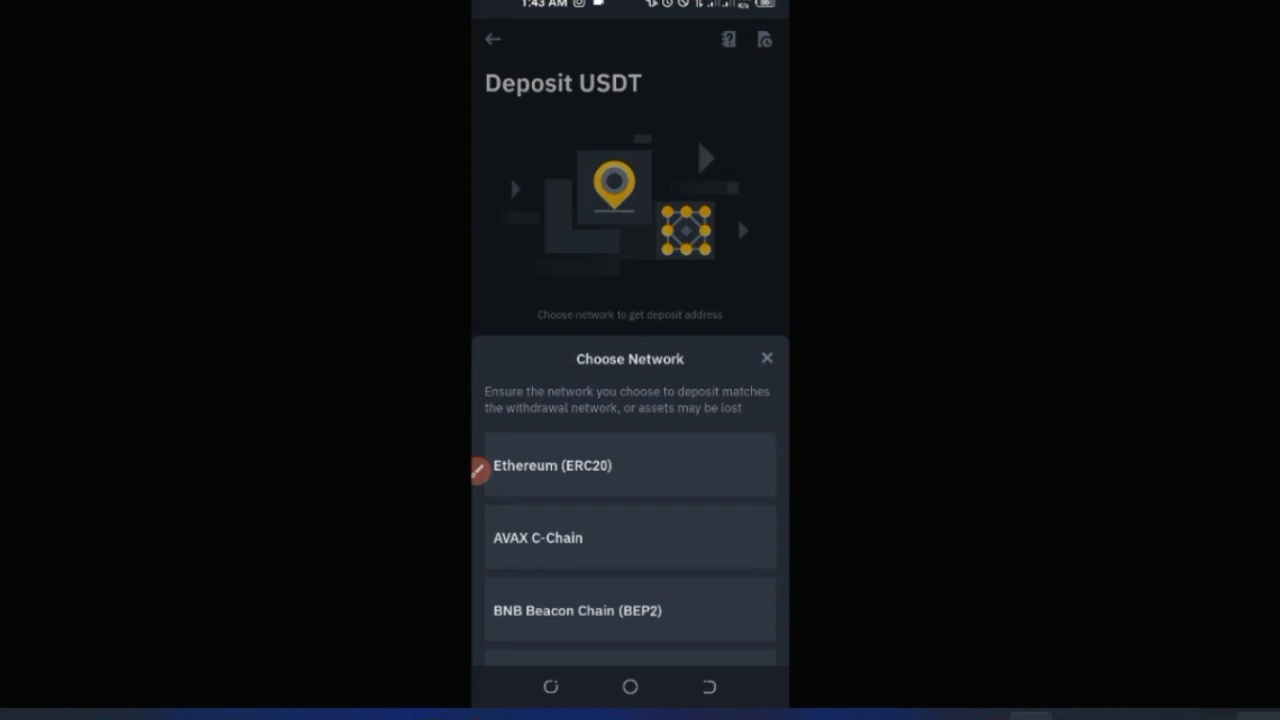 1:43 AM
Deposit USDT
Choose network to get deposit address
Choose Network
Ensure the network you choose to deposit matches
the withdrawal network, or assets may be lost
Ethereum (ERC20)
AVAX C-Chain
BNB Beacon Chain (BEP2)